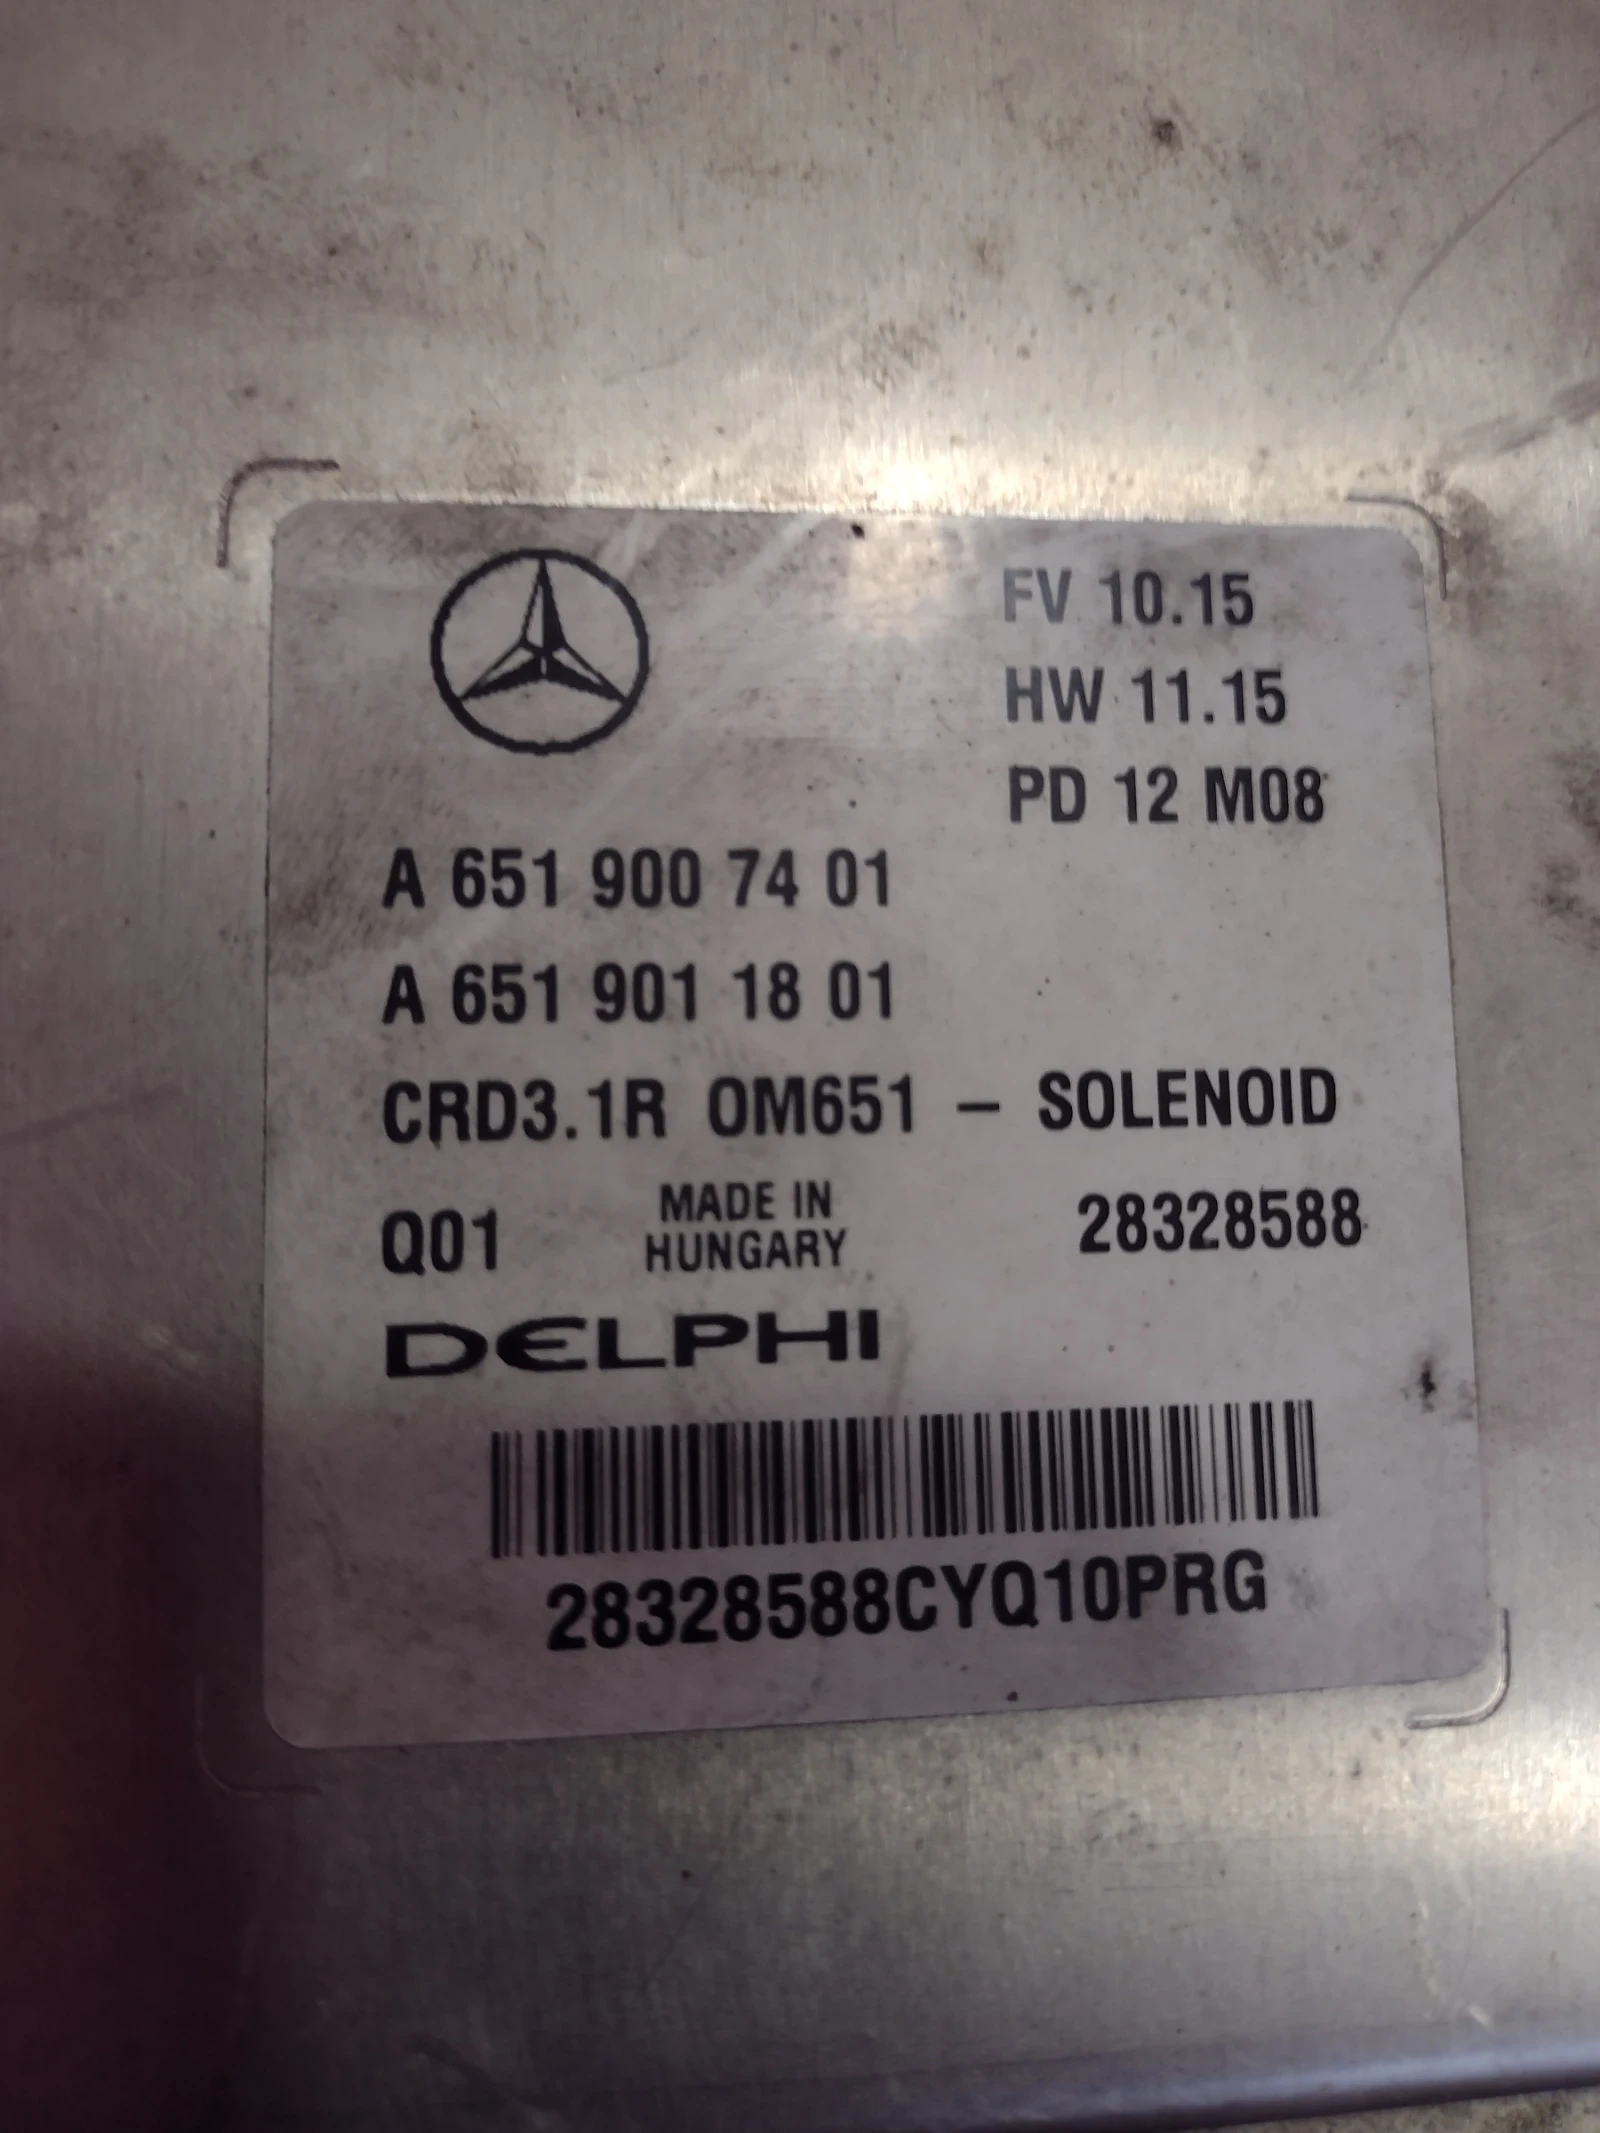 FV 10.15
HW 11.15
PD 12 M08
A 651 900 74 01
A 651 901 18 01
CRD3.1R OM651 – SOLENOID
Q01
MADE IN
HUNGARY
28328588
DELPHI
28328588CYQ10PRG